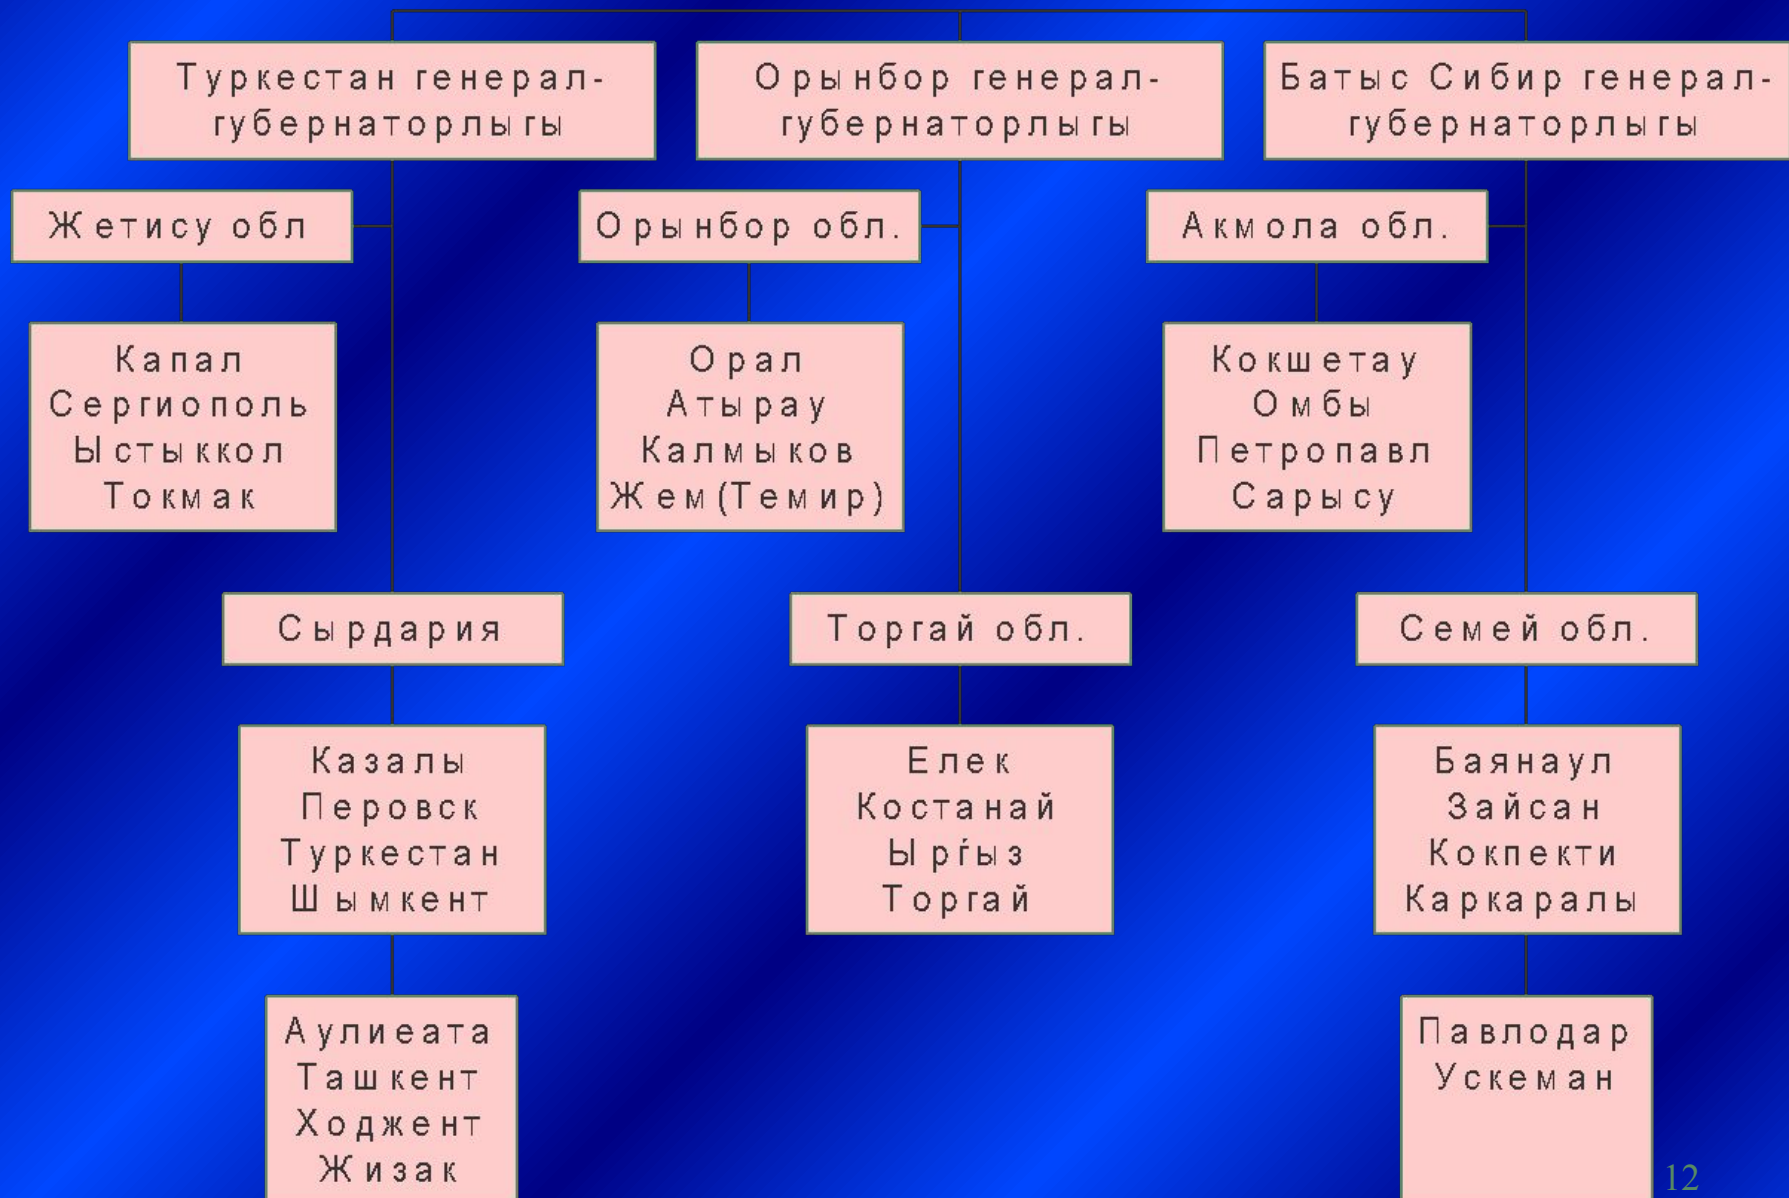 Туркестан генерал-
губернаторлыгы
Орынбор генерал-
губернаторлыгы
Батыс Сибир генерал-
губернаторлыгы
Жетису обл
Орынбор обл.
Акмола обл.
Капал
Сергиополь
Ыстыккол
Токмак
Орал
Атырау
Калмыков
Жем(Темир)
Кокшетау
Омбы
Петропавл
Сарысу
Сырдария
Торгай обл.
Семей обл.
Казалы
Перовск
Туркестан
Шымкент
Елек
Костанай
Ырѓыз
Торгай
Баянаул
Зайсан
Кокпекти
Каркаралы
Аулиеата
Ташкент
Ходжент
Жизак
Павлодар
Ускеман
12